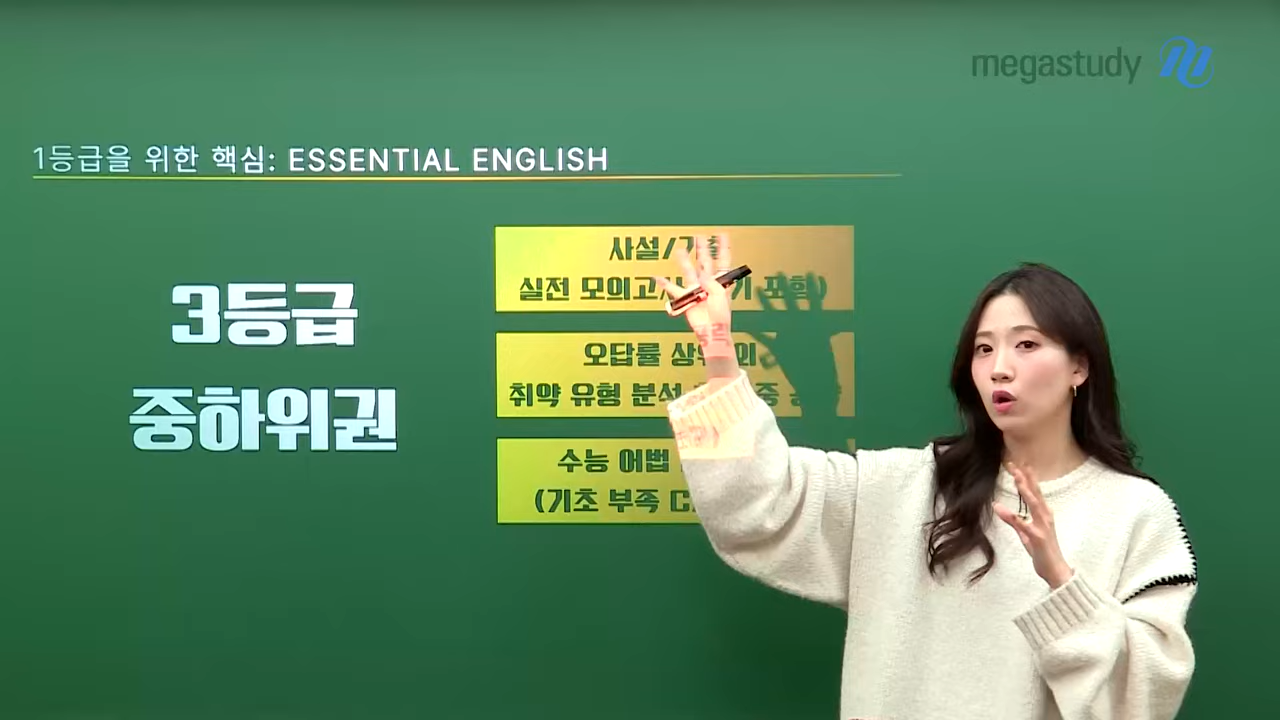 megastudy
1등급을 위한 핵심: ESSENTIAL ENGLISH
3등급
중하위권
사설/기출
실전 모의고사
오답률 상위
취약 유형 분석
수능 어법
(기초 부족